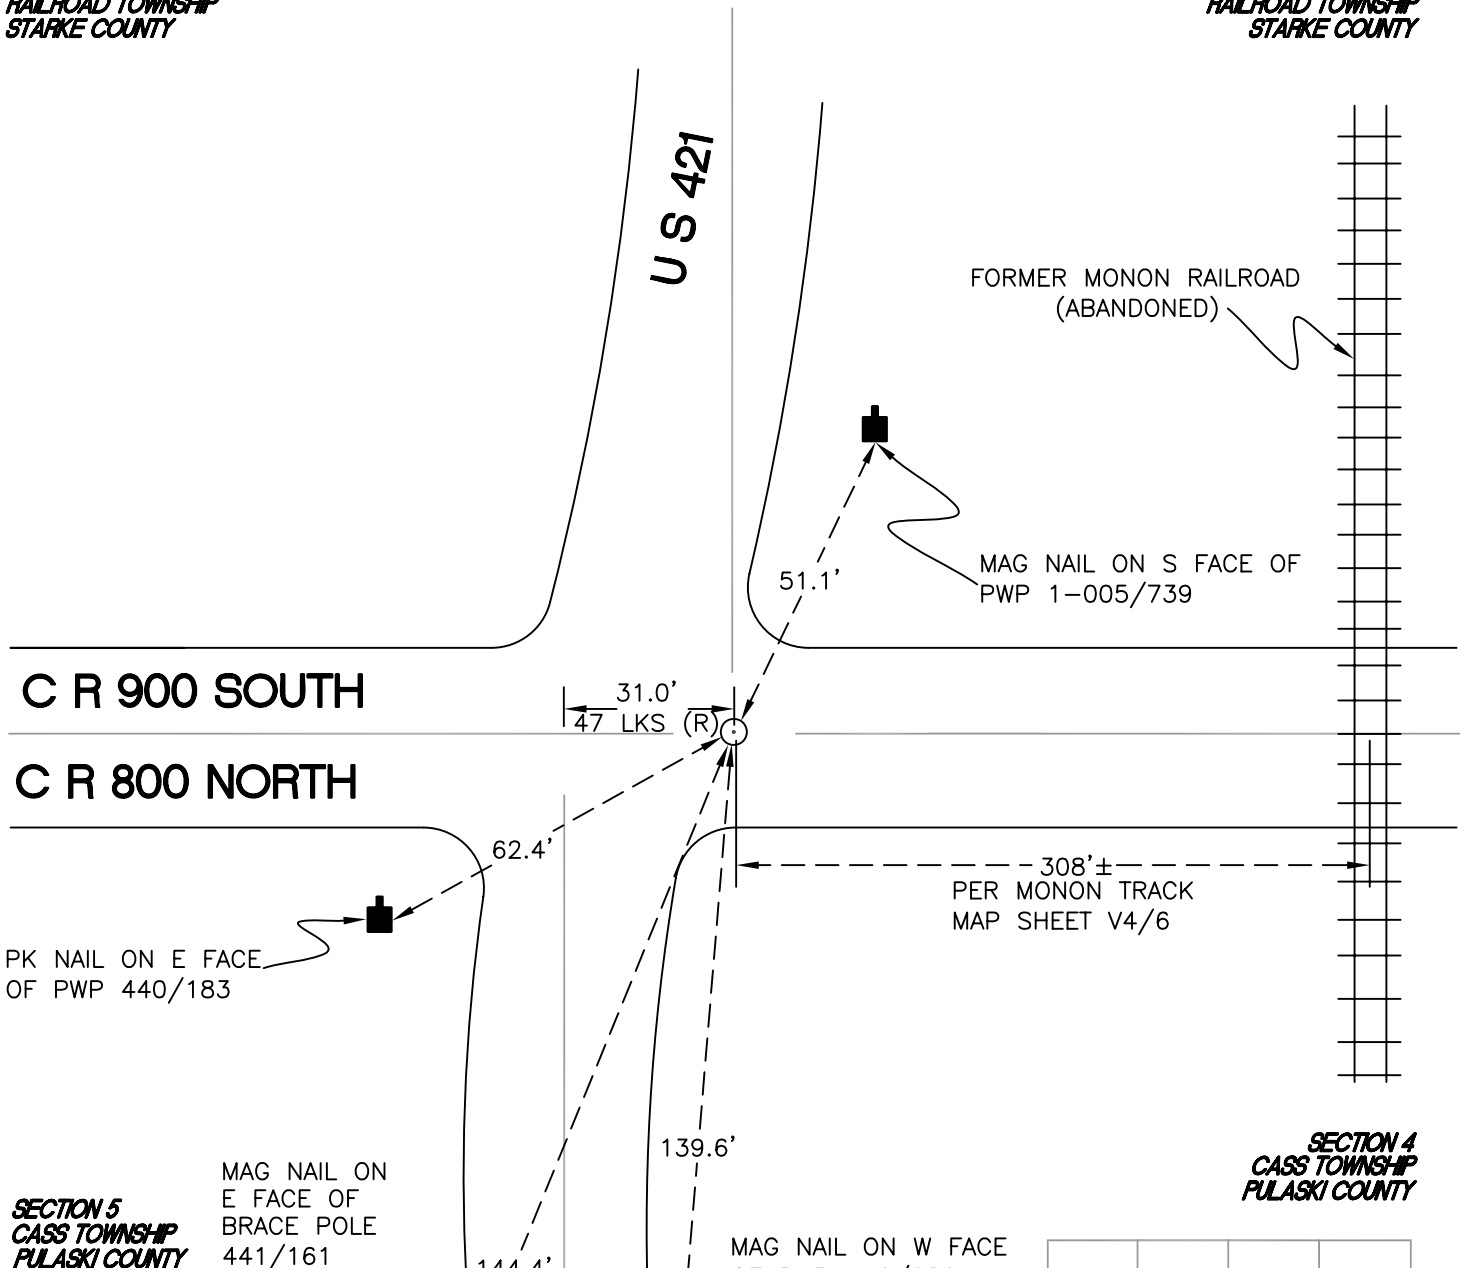 RAILROAD TOWNSHIP
STARKE COUNTY
RAILROAD TOWNSHIP
STARKE COUNTY
U S 421
FORMER MONON RAILROAD
(ABANDONED)
51.1'
MAG NAIL ON S FACE OF
PWP 1-005/739
C R 900 SOUTH
31.0'
47 LKS (R)
C R 800 NORTH
62.4'
308'±
PER MONON TRACK
MAP SHEET V4/6
PK NAIL ON E FACE
OF PWP 440/183
139.6'
SECTION 4
CASS TOWNSHIP
PULASKI COUNTY
MAG NAIL ON
E FACE OF
BRACE POLE
441/161
SECTION 5
CASS TOWNSHIP
PULASKI COUNTY
144.4'
MAG NAIL ON W FACE